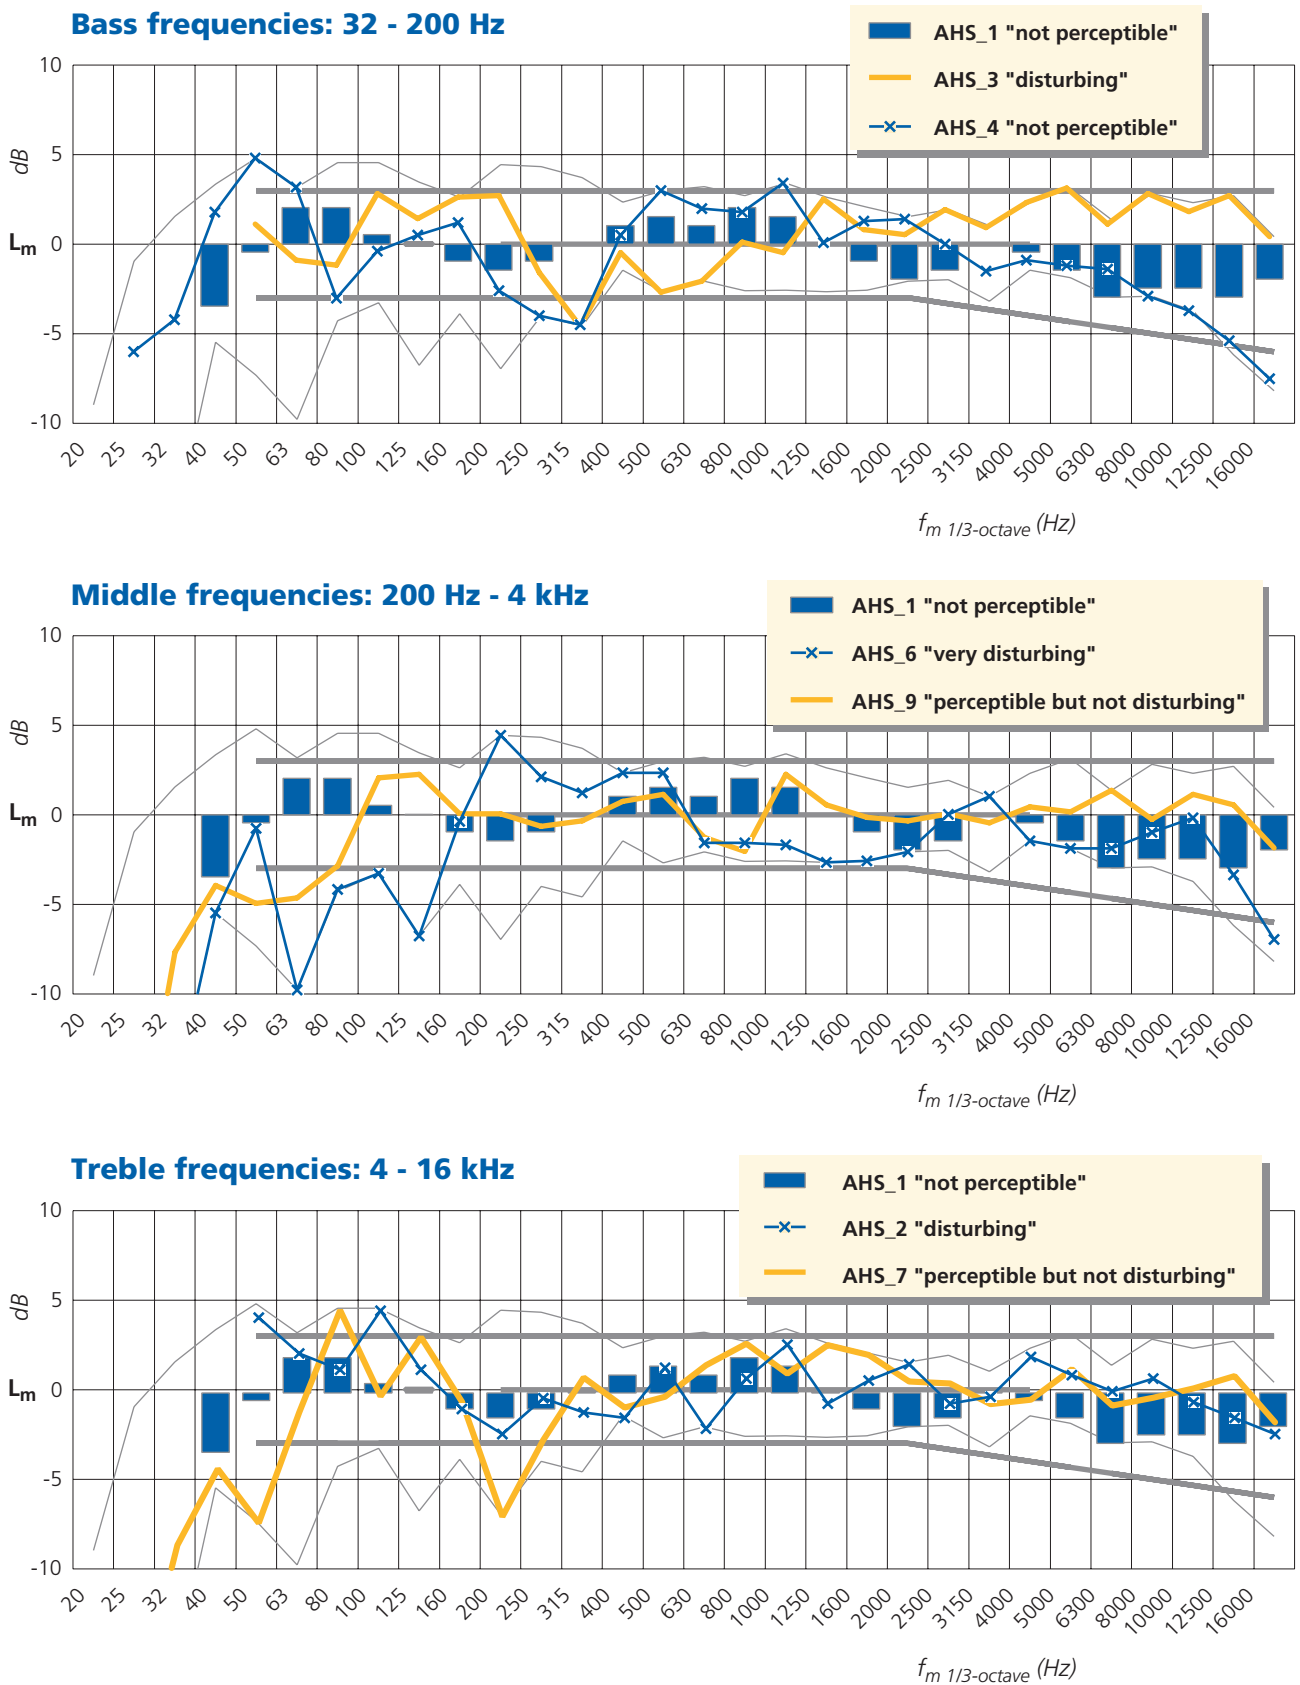 Bass frequencies: 32 - 200 Hz
AHS_1 "not perceptible"
AHS_3 "disturbing"
AHS_4 "not perceptible"
dB
Lm
10
5
0
-5
-10
20 25 32 40 50 63 80 100 125 160 200 250 315 400 500 630 800 1000 1250 1600 2000 2500 3150 4000 5000 6300 8000 10000 12500 16000
fm 1/3-octave (Hz)
Middle frequencies: 200 Hz - 4 kHz
AHS_1 "not perceptible"
AHS_6 "very disturbing"
AHS_9 "perceptible but not disturbing"
dB
Lm
10
5
0
-5
-10
20 25 32 40 50 63 80 100 125 160 200 250 315 400 500 630 800 1000 1250 1600 2000 2500 3150 4000 5000 6300 8000 10000 12500 16000
fm 1/3-octave (Hz)
Treble frequencies: 4 - 16 kHz
AHS_1 "not perceptible"
AHS_2 "disturbing"
AHS_7 "perceptible but not disturbing"
dB
Lm
10
5
0
-5
-10
20 25 32 40 50 63 80 100 125 160 200 250 315 400 500 630 800 1000 1250 1600 2000 2500 3150 4000 5000 6300 8000 10000 12500 16000
fm 1/3-octave (Hz)